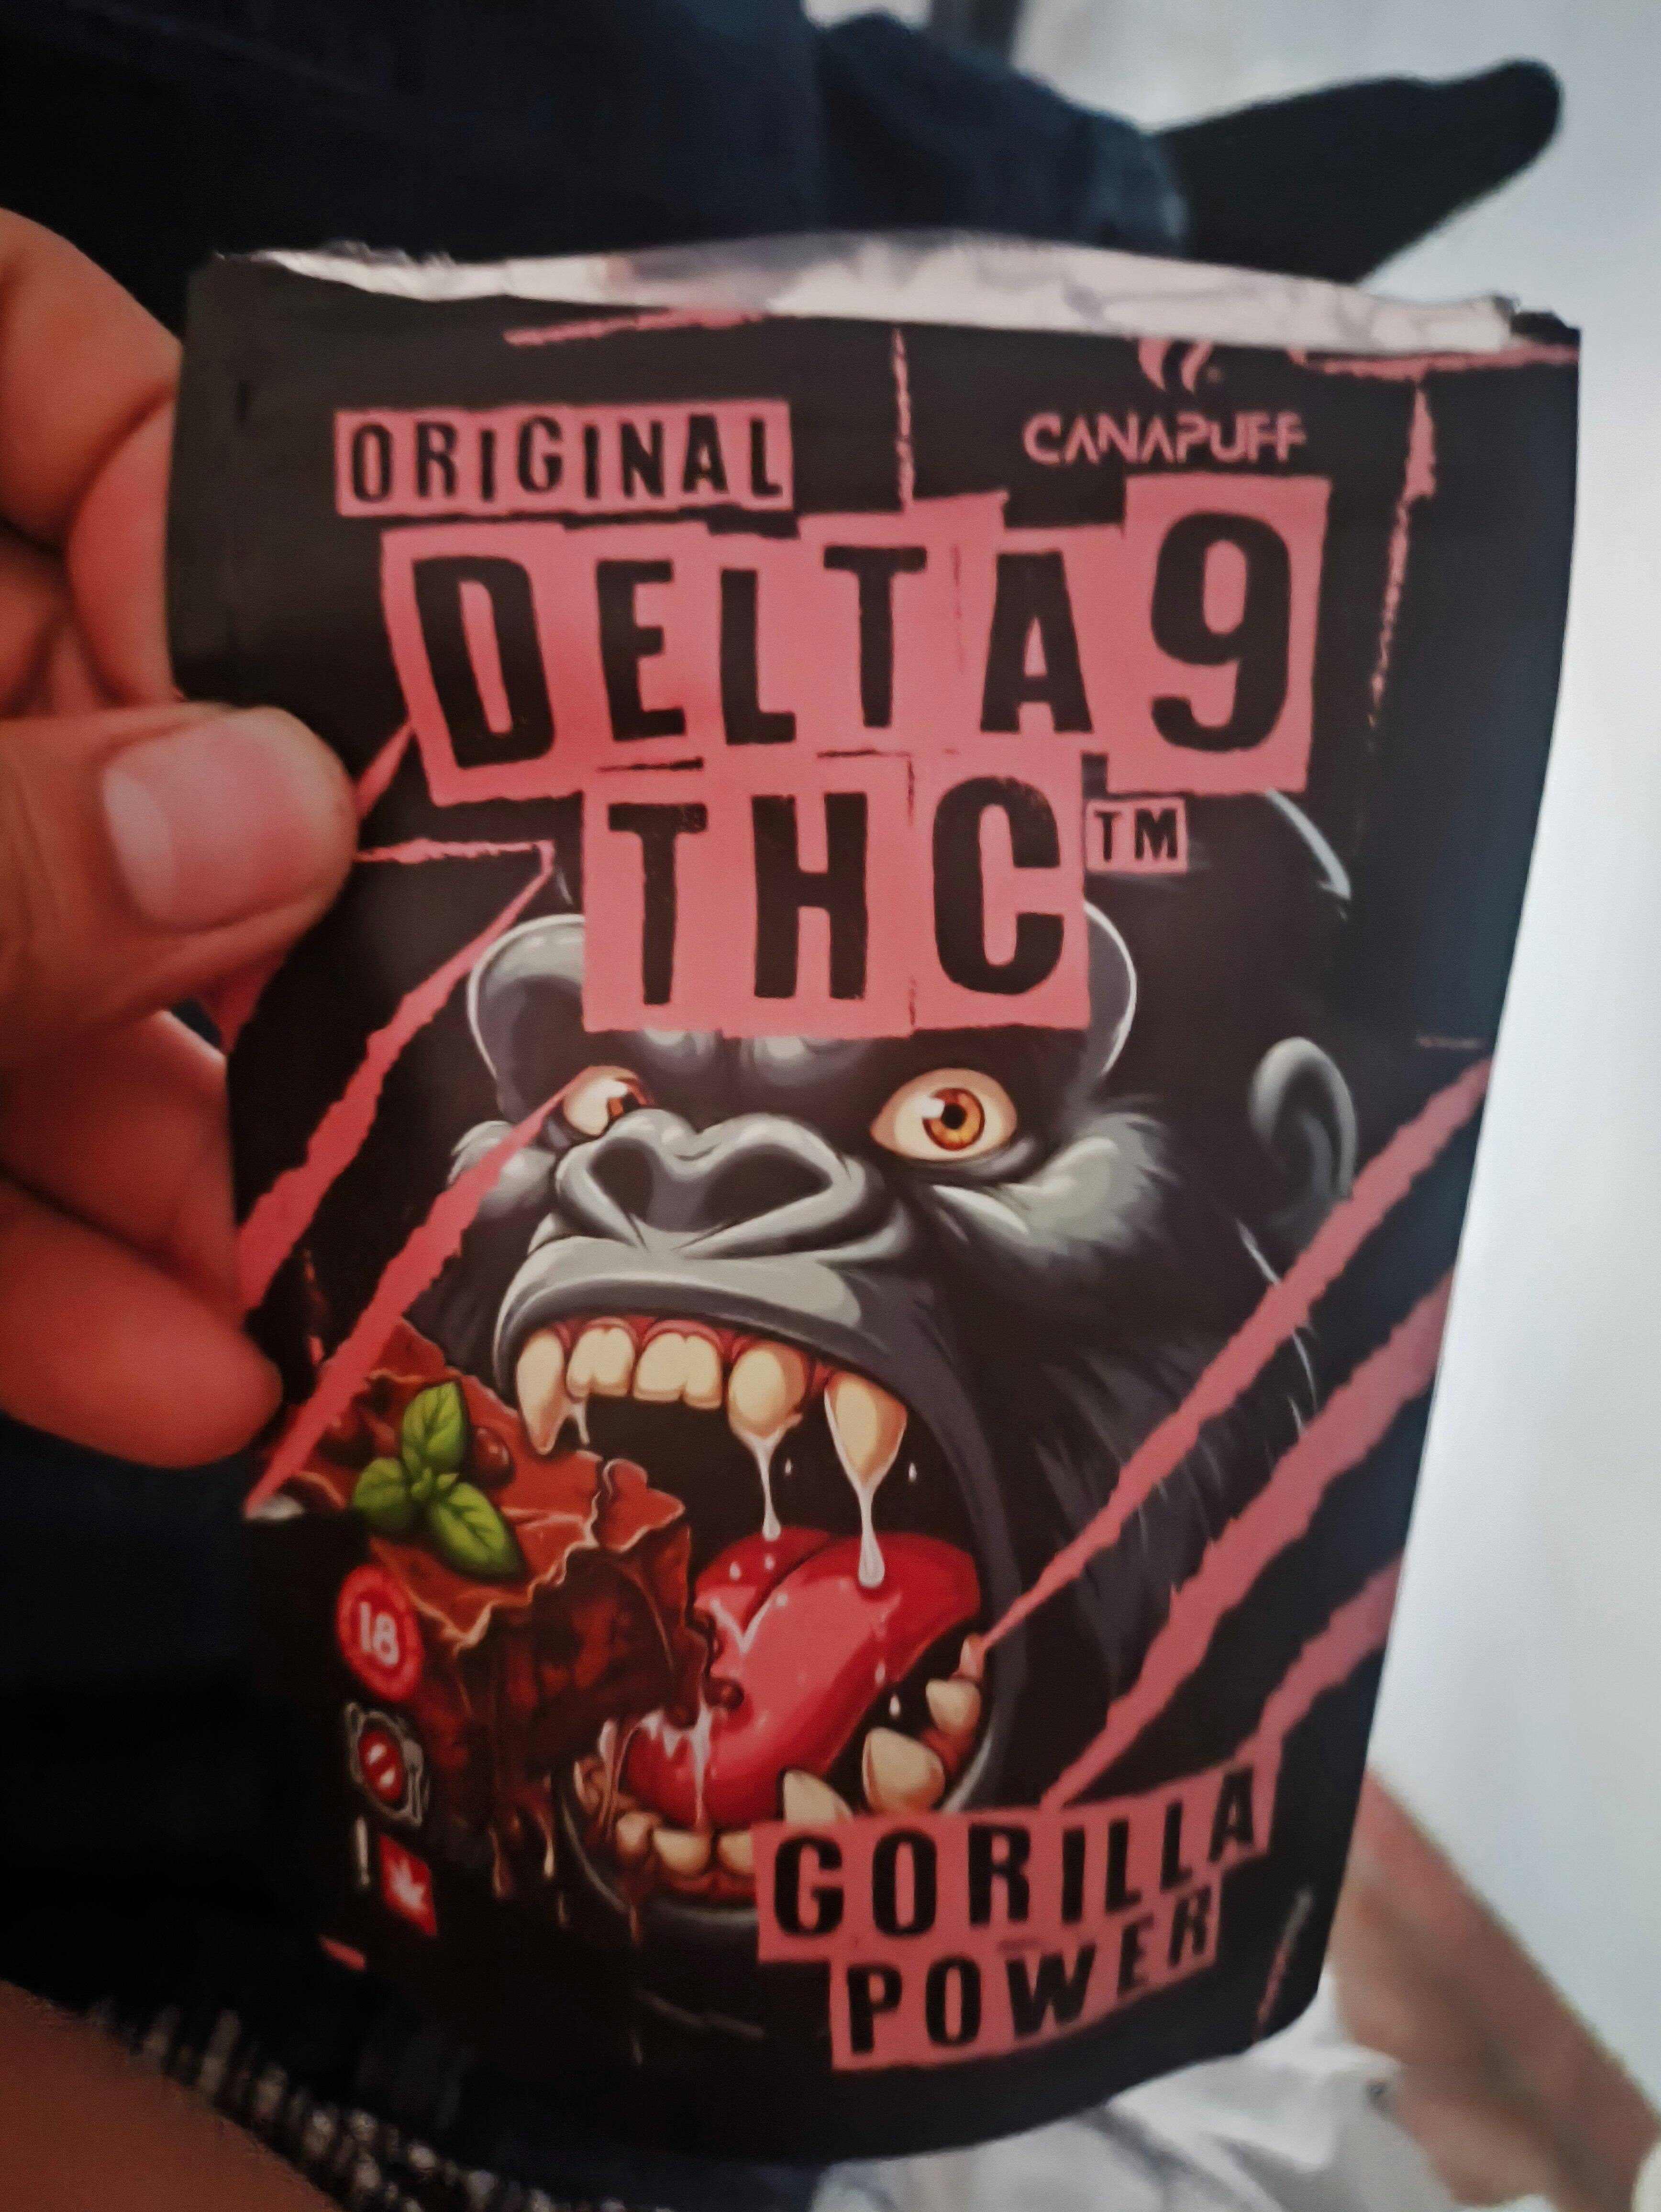 ORIGINAL
CANAPUFF
DELTA 9
THC™
18
!
GORILLA
POWER